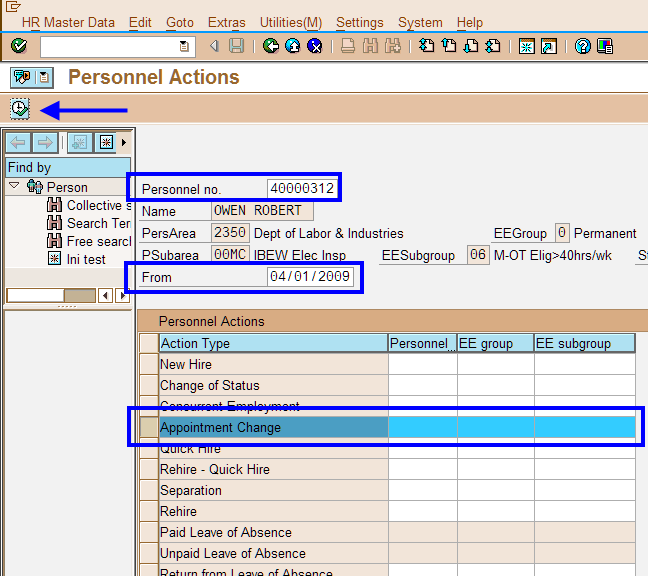 HR Master Data Edit Goto Extras Utilities(M) Settings System Help
Personnel Actions
Find by
Person
Collective s
Search Ter
Free searc
Ini test
Personnel no. 40000312
Name OWEN ROBERT
PersArea 2350 Dept of Labor & Industries EEGroup 0 Permanent
PSubarea 00MC IBEW Elec Insp EESubgroup 06 M-OT Elig>40hrs/wk St
From 04/01/2009
Personnel Actions
Action Type Personnel... EE group EE subgroup
New Hire
Change of Status
Concurrent Employment
Appointment Change
Quick Hire
Rehire - Quick Hire
Separation
Rehire
Paid Leave of Absence
Unpaid Leave of Absence
Return from Leave of Absence